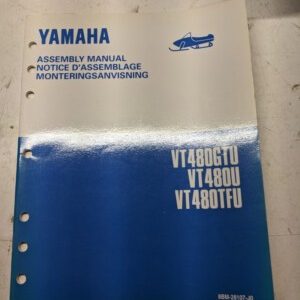 YAMAHA
ASSEMBLY MANUAL
NOTICE D'ASSEMBLAGE
MONTERINGSANVISNING
VT480GTU
VT480U
VT480TFU